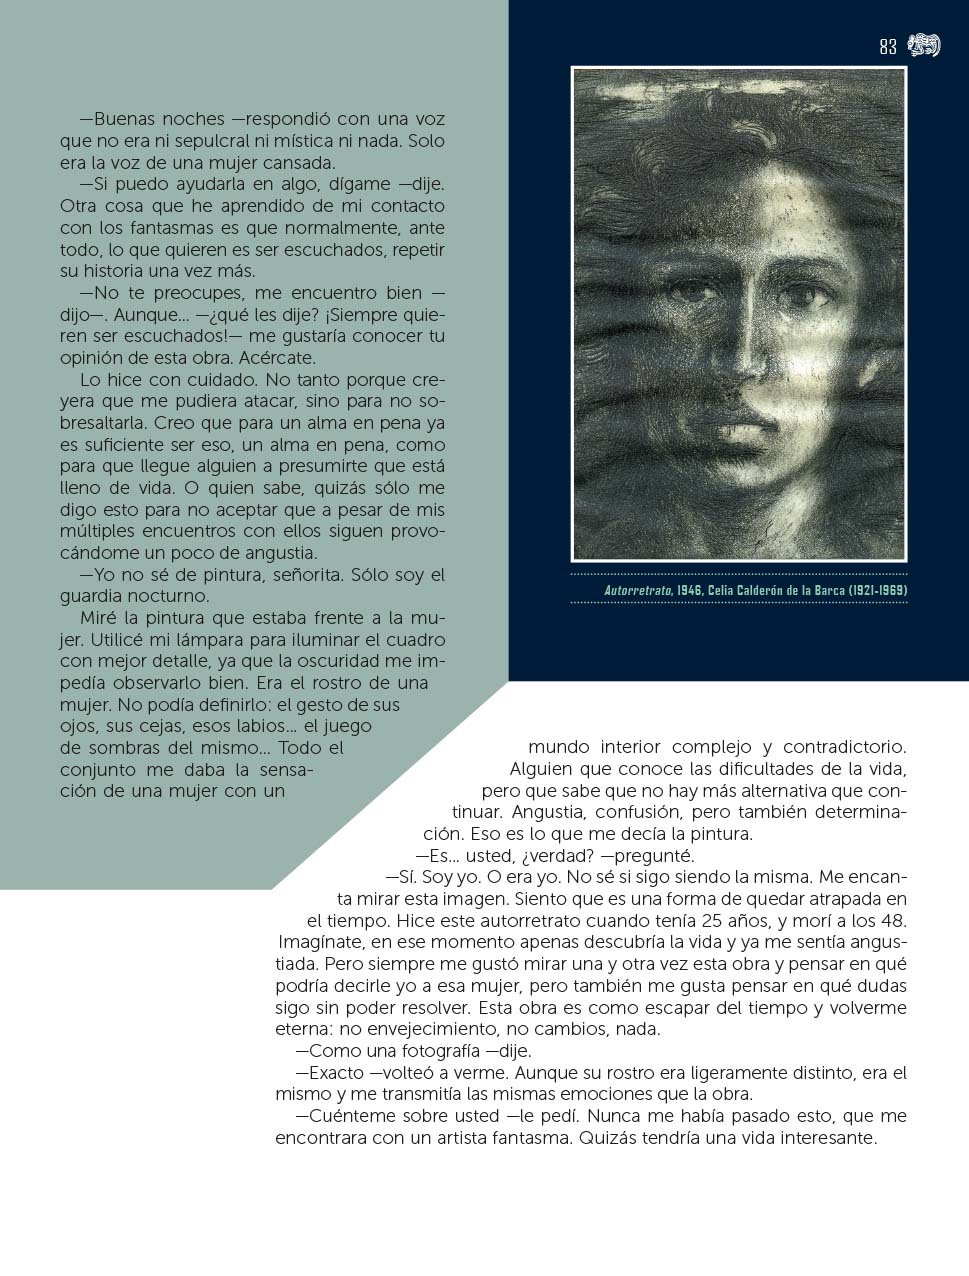 83
—Buenas noches —respondió con una voz
que no era ni sepulcral ni mística ni nada. Solo
era la voz de una mujer cansada.
—Si puedo ayudarla en algo, dígame —dije.
Otra cosa que he aprendido de mi contacto
con los fantasmas es que normalmente, ante
todo, lo que quieren es ser escuchados, repetir
su historia una vez más.
—No te preocupes, me encuentro bien —
dijo—. Aunque... —¿qué les dije? ¡Siempre quie-
ren ser escuchados!— me gustaría conocer tu
opinión de esta obra. Acércate.
Lo hice con cuidado. No tanto porque cre-
yera que me pudiera atacar, sino para no so-
bresaltarla. Creo que para un alma en pena ya
es suficiente ser eso, un alma en pena, como
para que llegue alguien a presumirte que está
lleno de vida. O quien sabe, quizás sólo me
digo esto para no aceptar que a pesar de mis
múltiples encuentros con ellos siguen provo-
cándome un poco de angustia.
—Yo no sé de pintura, señorita. Sólo soy el
guardia nocturno.
Miré la pintura que estaba frente a la mu-
jer. Utilicé mi lámpara para iluminar el cuadro
con mejor detalle, ya que la oscuridad me im-
pedía observarlo bien. Era el rostro de una
mujer. No podía definirlo: el gesto de sus
ojos, sus cejas, esos labios... el juego
de sombras del mismo... Todo el
conjunto me daba la sensa-
ción de una mujer con un
Autorretrato, 1946, Celia Calderón de la Barca (1921-1969)
mundo interior complejo y contradictorio.
Alguien que conoce las dificultades de la vida,
pero que sabe que no hay más alternativa que con-
tinuar. Angustia, confusión, pero también determina-
ción. Eso es lo que me decía la pintura.
—Es... usted, ¿verdad? —pregunté.
—Sí. Soy yo. O era yo. No sé si sigo siendo la misma. Me encan-
ta mirar esta imagen. Siento que es una forma de quedar atrapada en
el tiempo. Hice este autorretrato cuando tenía 25 años, y morí a los 48.
Imagínate, en ese momento apenas descubría la vida y ya me sentía angus-
tiada. Pero siempre me gustó mirar una y otra vez esta obra y pensar en qué
podría decirle yo a esa mujer, pero también me gusta pensar en qué dudas
sigo sin poder resolver. Esta obra es como escapar del tiempo y volverme
eterna: no envejecimiento, no cambios, nada.
—Como una fotografía —dije.
—Exacto —volteó a verme. Aunque su rostro era ligeramente distinto, era el
mismo y me transmitía las mismas emociones que la obra.
—Cuénteme sobre usted —le pedí. Nunca me había pasado esto, que me
encontrara con un artista fantasma. Quizás tendría una vida interesante.